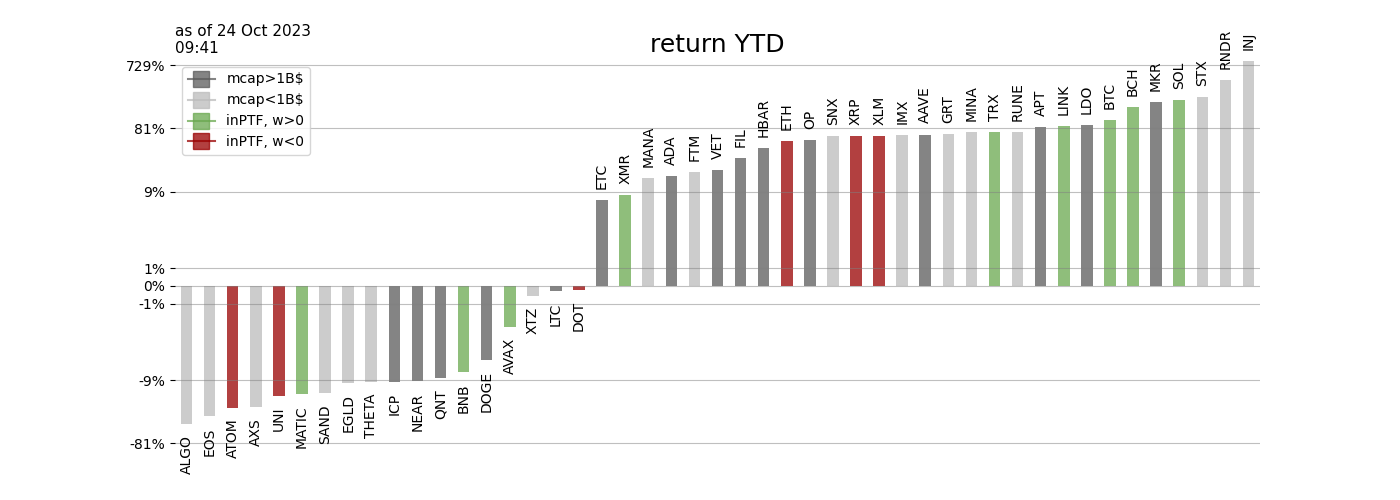 as of 24 Oct 2023
09:41
return YTD
729%
81%
9%
1%
0%
-1%
-9%
-81%
mcap>1B$
mcap<1B$
inPTF, w>0
inPTF, w<0
ALGO
EOS
ATOM
AXS
UNI
MATIC
SAND
EGLD
THETA
ICP
NEAR
QNT
BNB
DOGE
AVAX
XTZ
LTC
DOT
ETC
XMR
MANA
ADA
FTM
VET
FIL
HBAR
ETH
OP
SNX
XRP
XLM
IMX
AAVE
GRT
MINA
TRX
RUNE
APT
LINK
LDO
BTC
BCH
MKR
SOL
STX
RNDR
INJ